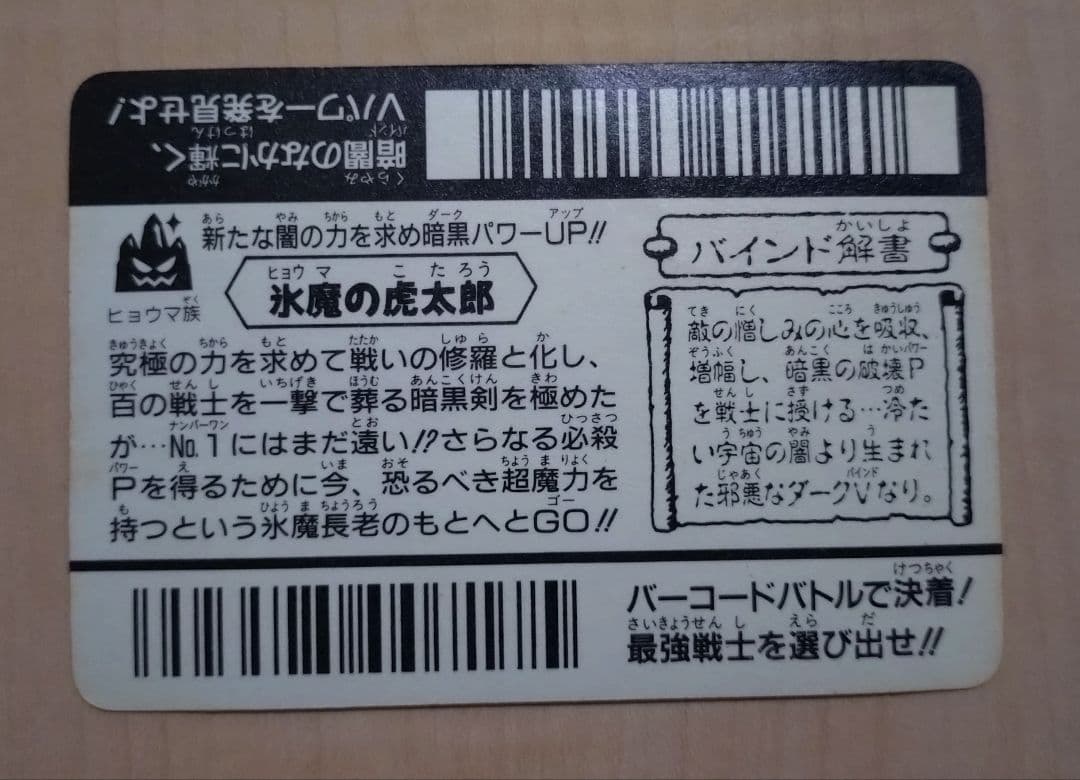 暗闇のなかに輝く、
Vパワーを発見せよ!
新たな闇の力を求め暗黒パワーUP!!
ヒョウマ族
氷魔の虎太郎
究極の力を求めて戦いの修羅と化し、
百の戦士を一撃で葬る暗黒剣を極めた
が…No.1にはまだ遠い!?さらなる必殺
Pを得るために今、恐るべき超魔力を
持つという氷魔長老のもとへとGO!!
バインド解書
敵の憎しみの心を吸収、
増幅し、暗黒の破壊P
を戦士に授ける…冷た
い宇宙の闇より生まれ
た邪悪なダークVなり。
バーコードバトルで決着!
最強戦士を選び出せ!!